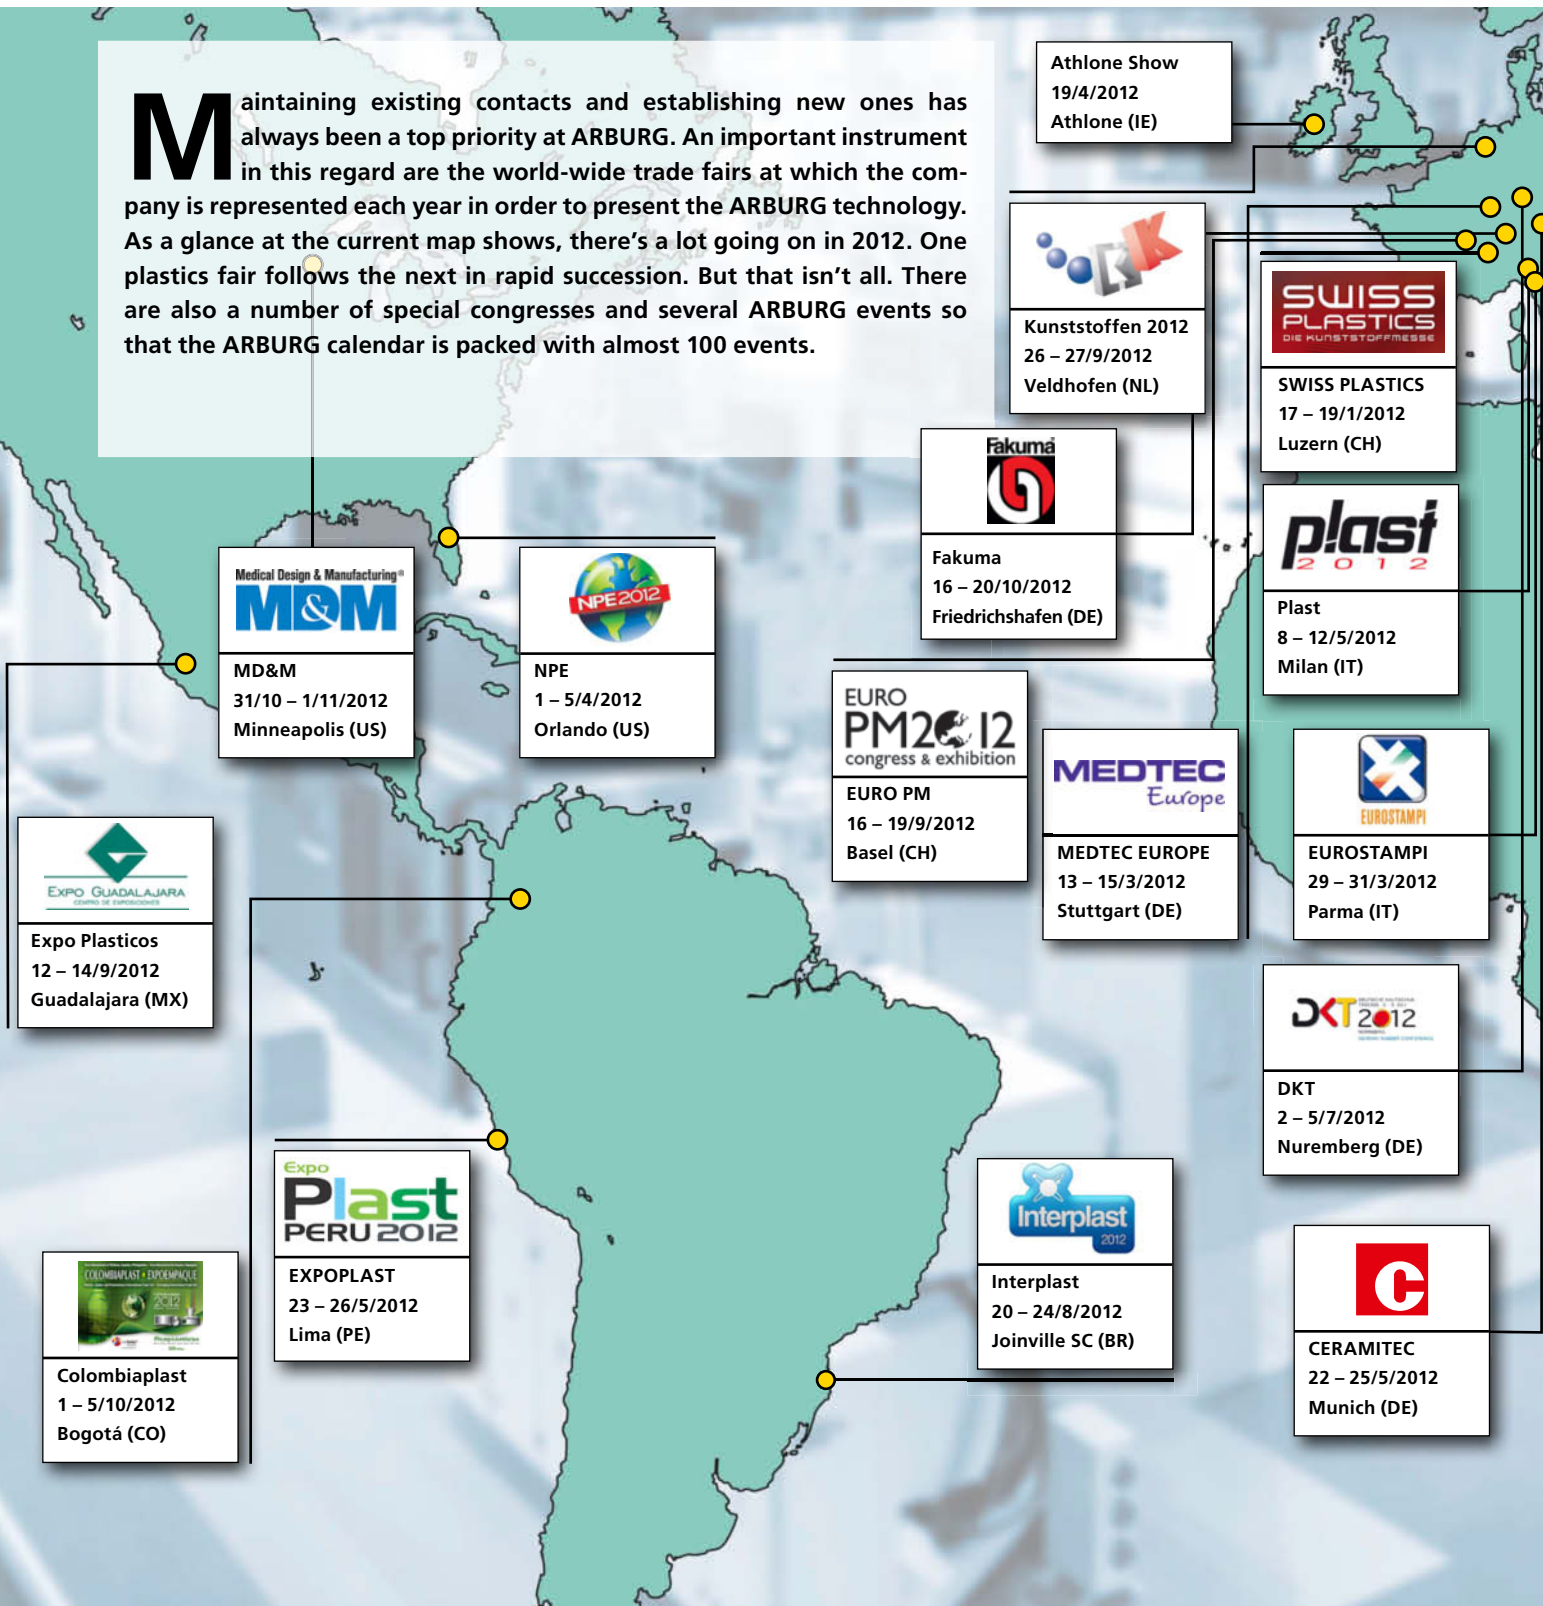 Maintaining existing contacts and establishing new ones has
always been a top priority at ARBURG. An important instrument
in this regard are the world-wide trade fairs at which the com-
pany is represented each year in order to present the ARBURG technology.
As a glance at the current map shows, there's a lot going on in 2012. One
plastics fair follows the next in rapid succession. But that isn't all. There
are also a number of special congresses and several ARBURG events so
that the ARBURG calendar is packed with almost 100 events.
Athlone Show
19/4/2012
Athlone (IE)
RK
Kunststoffen 2012
26 – 27/9/2012
Veldhofen (NL)
SWISS
PLASTICS
DIE KUNSTSTOFFMESSE
SWISS PLASTICS
17 – 19/1/2012
Luzern (CH)
Fakuma
Fakuma
16 – 20/10/2012
Friedrichshafen (DE)
plast
2012
Plast
8 – 12/5/2012
Milan (IT)
Medical Design & Manufacturing®
MD&M
MD&M
31/10 – 1/11/2012
Minneapolis (US)
NPE2012
NPE
1 – 5/4/2012
Orlando (US)
EURO
PM2012
congress & exhibition
EURO PM
16 – 19/9/2012
Basel (CH)
MEDTEC
Europe
MEDTEC EUROPE
13 – 15/3/2012
Stuttgart (DE)
EUROSTAMPI
EUROSTAMPI
29 – 31/3/2012
Parma (IT)
EXPO GUADALAJARA
CENTRO DE EXPOSICIONES
Expo Plasticos
12 – 14/9/2012
Guadalajara (MX)
DKT
2012
DKT
2 – 5/7/2012
Nuremberg (DE)
Expo
Plast
PERU 2012
EXPOPLAST
23 – 26/5/2012
Lima (PE)
Interplast
2012
Interplast
20 – 24/8/2012
Joinville SC (BR)
COLOMBIAPLAST • EXPOEMPAQUE
2012
Colombiaplast
1 – 5/10/2012
Bogotá (CO)
C
CERAMITEC
22 – 25/5/2012
Munich (DE)